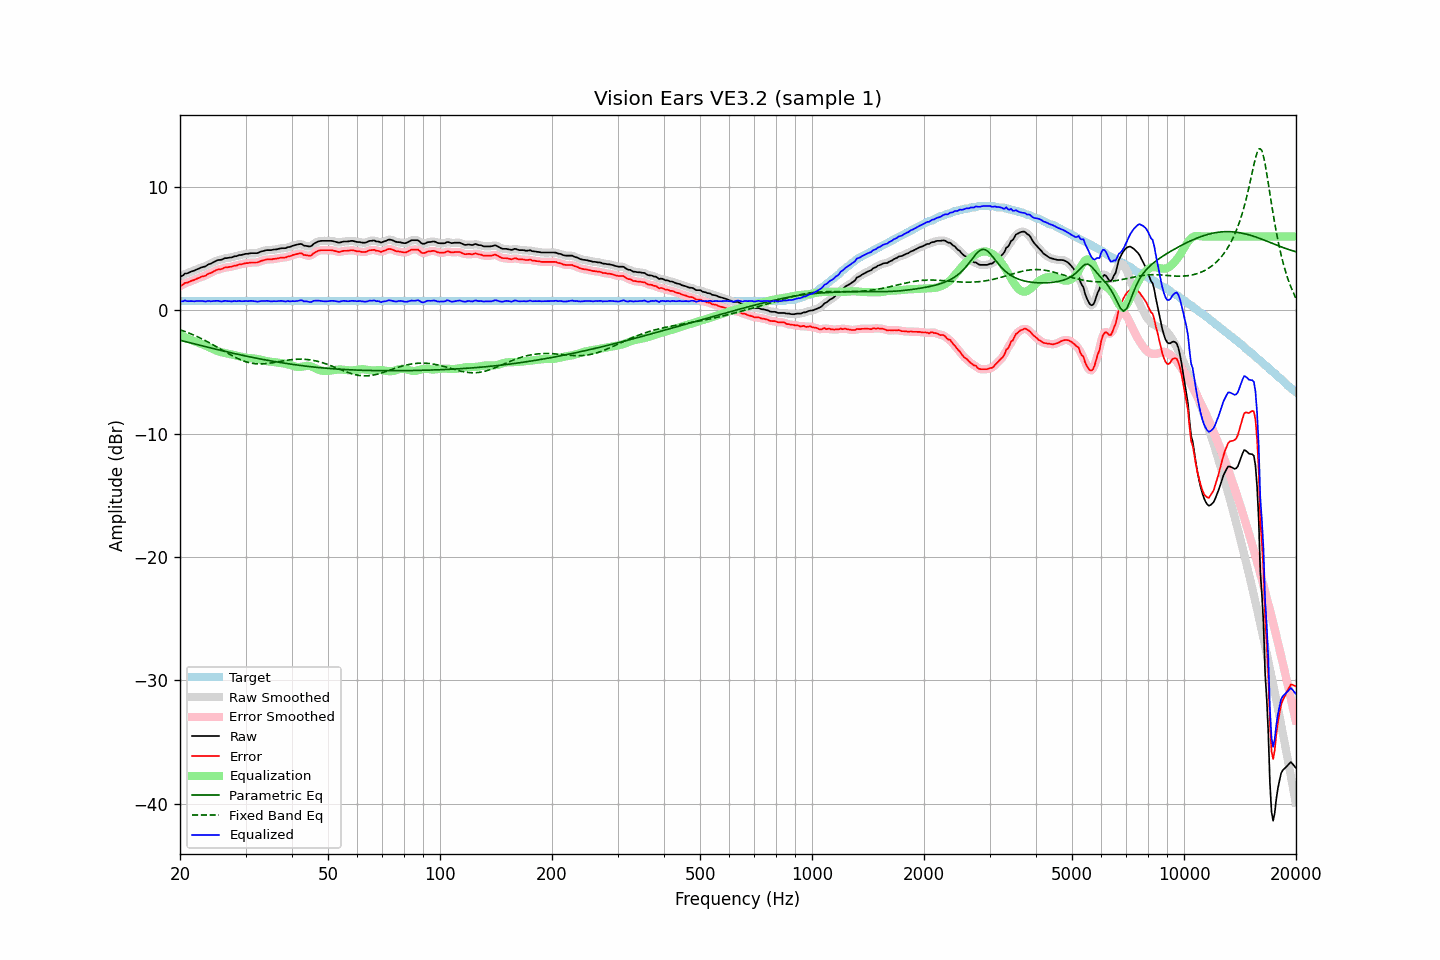 Vision Ears VE3.2 (sample 1)
10
0
−10
−20
−30
−40
Amplitude (dBr)
Target
Raw Smoothed
Error Smoothed
Raw
Error
Equalization
Parametric Eq
Fixed Band Eq
Equalized
20 50 100 200 500 1000 2000 5000 10000 20000
Frequency (Hz)